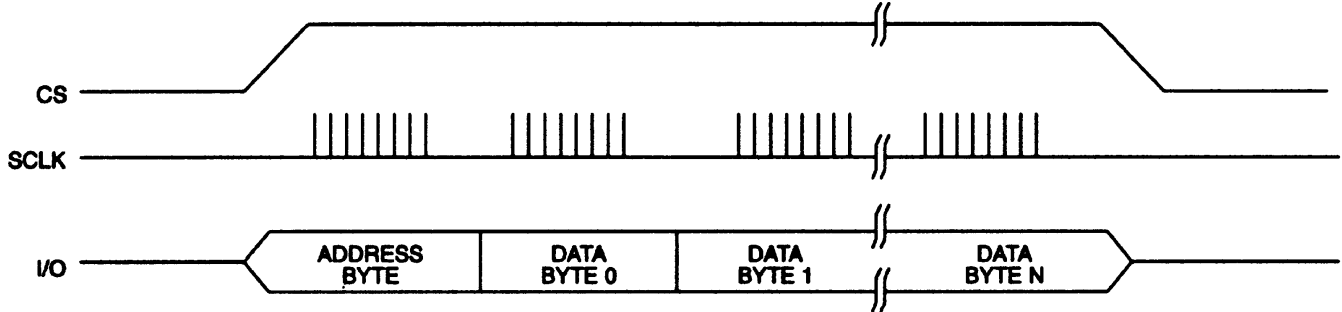 CS
SCLK
I/O
ADDRESS
BYTE
DATA
BYTE 0
DATA
BYTE 1
DATA
BYTE N